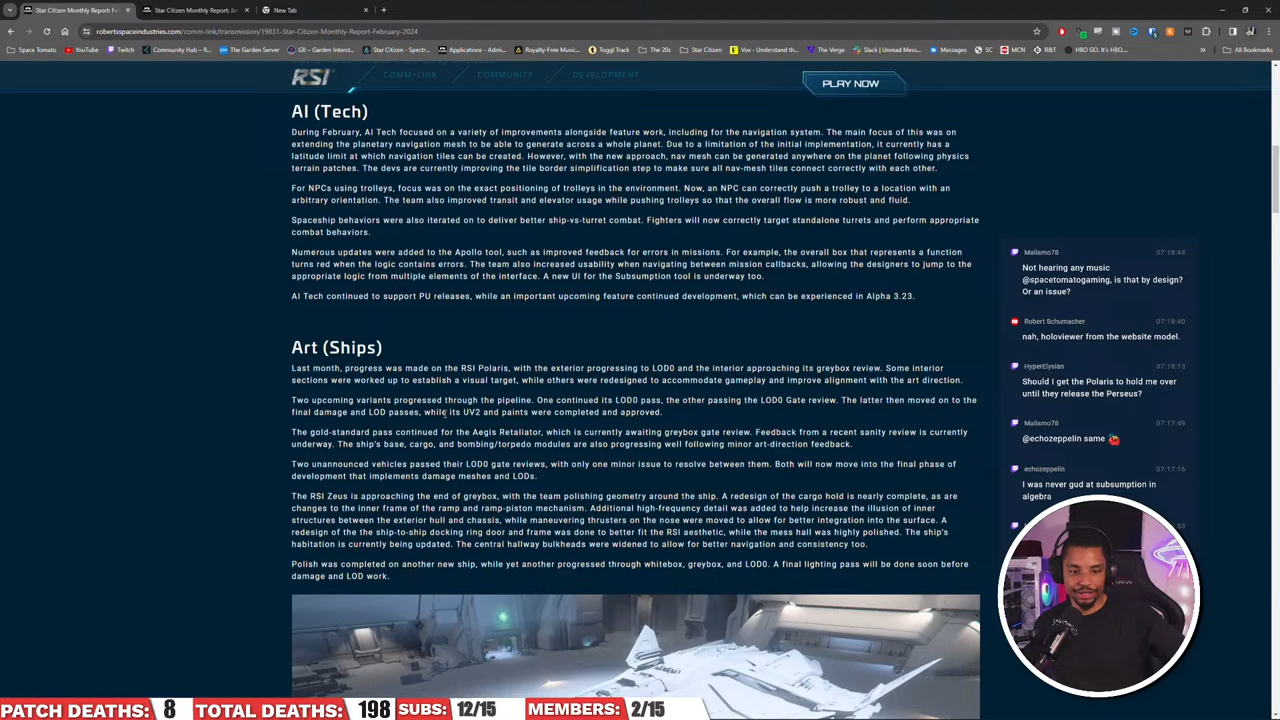 Star Citizen Monthly Report: Feb
Star Citizen Monthly Report: Jan
New Tab
robertsspaceindustries.com/comm-link/transmission/19831-Star-Citizen-Monthly-Report-February-2024
Space Tomato
YouTube
Twitch
Community Hub - R...
The Garden Server
GII – Garden Interst...
Star Citizen - Spectr...
Applications - Admi...
Royalty-Free Music...
Toggl Track
The 20s
Star Citizen
Vox - Understand th...
The Verge
Slack | Unread Mess...
Messages
SC
MCN
R&T
HBO GO. It's HBO...
All Bookmarks
RSI
COMM-LINK
COMMUNITY
DEVELOPMENT
PLAY NOW
AI (Tech)
During February, AI Tech focused on a variety of improvements alongside feature work, including for the navigation system. The main focus of this was on
extending the planetary navigation mesh to be able to generate across a whole planet. Due to a limitation of the initial implementation, it currently has a
latitude limit at which navigation tiles can be created. However, with the new approach, nav mesh can be generated anywhere on the planet following physics
terrain patches. The devs are currently improving the tile border simplification step to make sure all nav-mesh tiles connect correctly with each other.
For NPCs using trolleys, focus was on the exact positioning of trolleys in the environment. Now, an NPC can correctly push a trolley to a location with an
arbitrary orientation. The team also improved transit and elevator usage while pushing trolleys so that the overall flow is more robust and fluid.
Spaceship behaviors were also iterated on to deliver better ship-vs-turret combat. Fighters will now correctly target standalone turrets and perform appropriate
combat behaviors.
Numerous updates were added to the Apollo tool, such as improved feedback for errors in missions. For example, the overall box that represents a function
turns red when the logic contains errors. The team also increased usability when navigating between mission callbacks, allowing the designers to jump to the
appropriate logic from multiple elements of the interface. A new UI for the Subsumption tool is underway too.
AI Tech continued to support PU releases, while an important upcoming feature continued development, which can be experienced in Alpha 3.23.
Art (Ships)
Last month, progress was made on the RSI Polaris, with the exterior progressing to LOD0 and the interior approaching its greybox review. Some interior
sections were worked up to establish a visual target, while others were redesigned to accommodate gameplay and improve alignment with the art direction.
Two upcoming variants progressed through the pipeline. One continued its LOD0 pass, the other passing the LOD0 Gate review. The latter then moved on to the
final damage and LOD passes, while its UV2 and paints were completed and approved.
The gold-standard pass continued for the Aegis Retaliator, which is currently awaiting greybox gate review. Feedback from a recent sanity review is currently
underway. The ship's base, cargo, and bombing/torpedo modules are also progressing well following minor art-direction feedback.
Two unannounced vehicles passed their LOD0 gate reviews, with only one minor issue to resolve between them. Both will now move into the final phase of
development that implements damage meshes and LODs.
The RSI Zeus is approaching the end of greybox, with the team polishing geometry around the ship. A redesign of the cargo hold is nearly complete, as are
changes to the inner frame of the ramp and ramp-piston mechanism. Additional high-frequency detail was added to help increase the illusion of inner
structures between the exterior hull and chassis, while maneuvering thrusters on the nose were moved to allow for better integration into the surface. A
redesign of the the ship-to-ship docking ring door and frame was done to better fit the RSI aesthetic, while the mess hall was highly polished. The ship's
habitation is currently being updated. The central hallway bulkheads were widened to allow for better navigation and consistency too.
Polish was completed on another new ship, while yet another progressed through whitebox, greybox, and LOD0. A final lighting pass will be done soon before
damage and LOD work.
Malismo78 07:18:44
Not hearing any music
@spacetomatogaming, is that by design?
Or an issue?
Robert Schumacher 07:18:40
nah, holoviewer from the website model.
HyperElysian 07:18:13
Should I get the Polaris to hold me over
until they release the Perseus?
Malismo78 07:17:49
@echozeppelin same
echozeppelin 07:17:16
I was never gud at subsumption in
algebra
PATCH DEATHS: 8
TOTAL DEATHS: 198
SUBS: 12/15
MEMBERS: 2/15